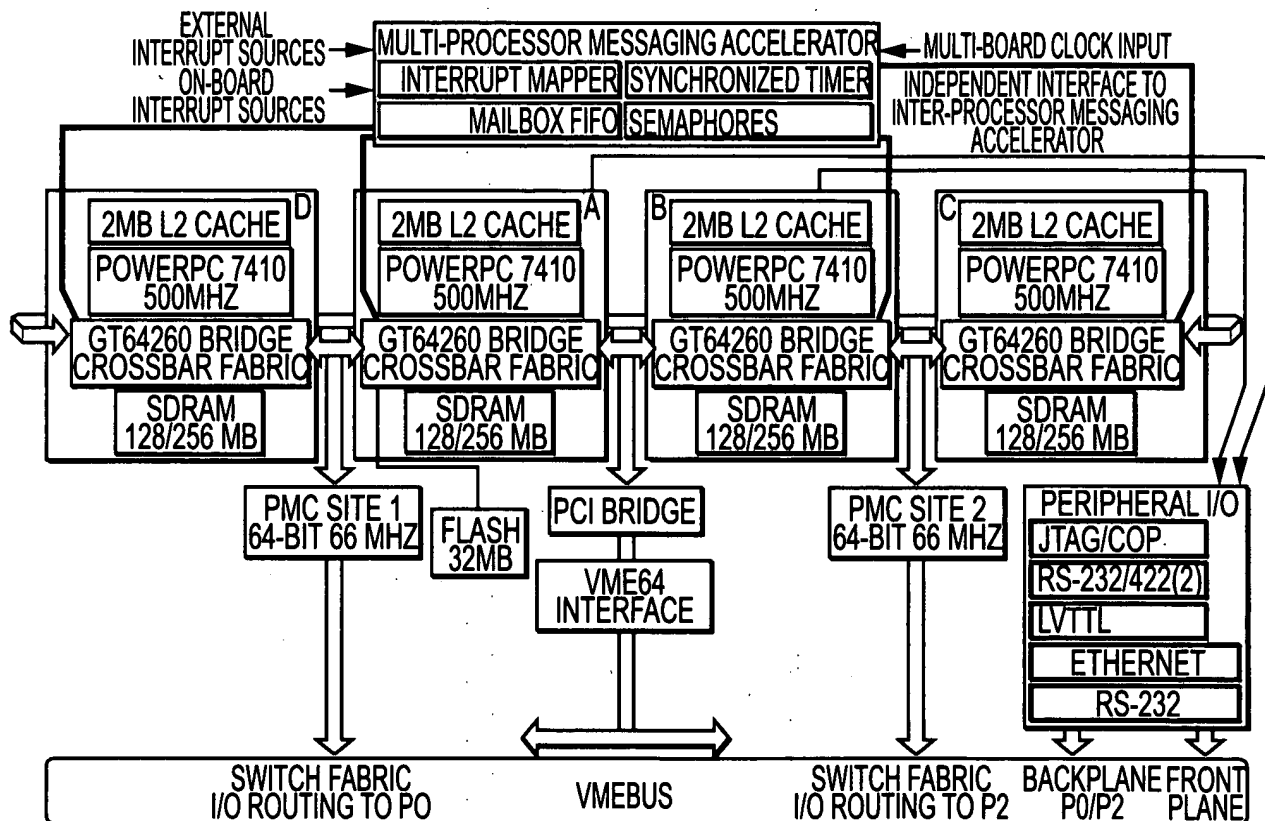 EXTERNAL
INTERRUPT SOURCES
ON-BOARD
INTERRUPT SOURCES
MULTI-PROCESSOR MESSAGING ACCELERATOR
INTERRUPT MAPPER
SYNCHRONIZED TIMER
MAILBOX FIFO
SEMAPHORES
MULTI-BOARD CLOCK INPUT
INDEPENDENT INTERFACE TO
INTER-PROCESSOR MESSAGING
ACCELERATOR
D
2MB L2 CACHE
POWERPC 7410
500MHZ
GT64260 BRIDGE
CROSSBAR FABRIC
SDRAM
128/256 MB
A
2MB L2 CACHE
POWERPC 7410
500MHZ
GT64260 BRIDGE
CROSSBAR FABRIC
SDRAM
128/256 MB
B
2MB L2 CACHE
POWERPC 7410
500MHZ
GT64260 BRIDGE
CROSSBAR FABRIC
SDRAM
128/256 MB
C
2MB L2 CACHE
POWERPC 7410
500MHZ
GT64260 BRIDGE
CROSSBAR FABRIC
SDRAM
128/256 MB
PMC SITE 1
64-BIT 66 MHZ
FLASH
32MB
PCI BRIDGE
VME64
INTERFACE
PMC SITE 2
64-BIT 66 MHZ
PERIPHERAL I/O
JTAG/COP
RS-232/422(2)
LVTTL
ETHERNET
RS-232
SWITCH FABRIC
I/O ROUTING TO PO
VMEBUS
SWITCH FABRIC
I/O ROUTING TO P2
BACKPLANE
P0/P2
FRONT
PLANE